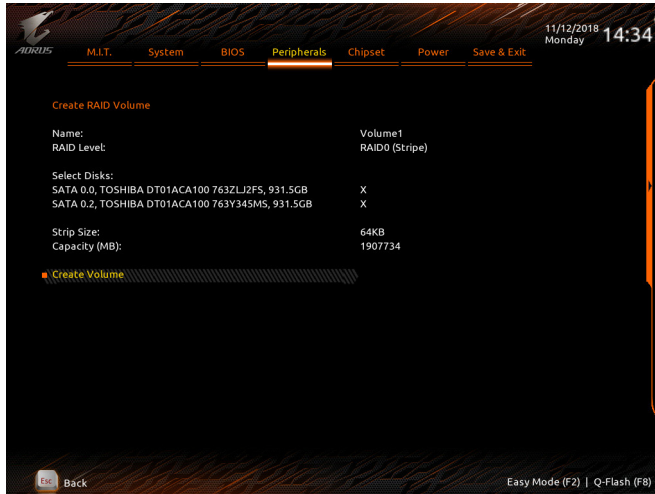 11/12/2018 14:34
Monday
AORUS
M.I.T. System BIOS Peripherals Chipset Power Save & Exit
Create RAID Volume
Name: Volume1
RAID Level: RAID0 (Stripe)
Select Disks:
SATA 0.0, TOSHIBA DT01ACA100 763ZLJ2FS, 931.5GB X
SATA 0.2, TOSHIBA DT01ACA100 763Y345MS, 931.5GB X
Strip Size: 64KB
Capacity (MB): 1907734
Create Volume
Esc Back Easy Mode (F2) | Q-Flash (F8)